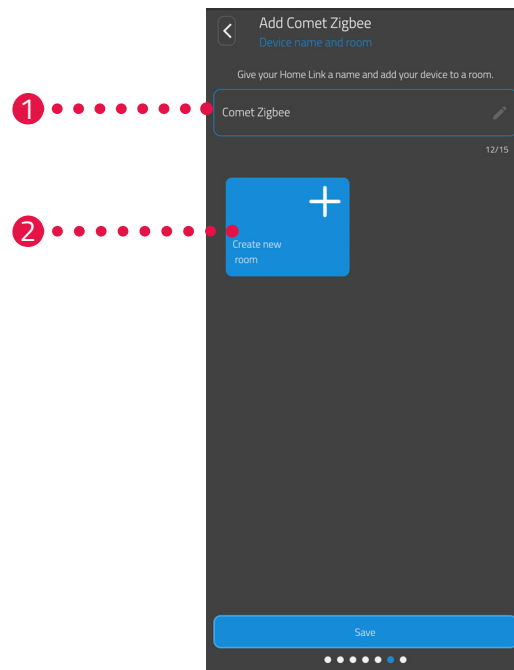 Add Comet Zigbee
Device name and room
Give your Home Link a name and add your device to a room.
1
Comet Zigbee
12/15
2
Create new
room
Save